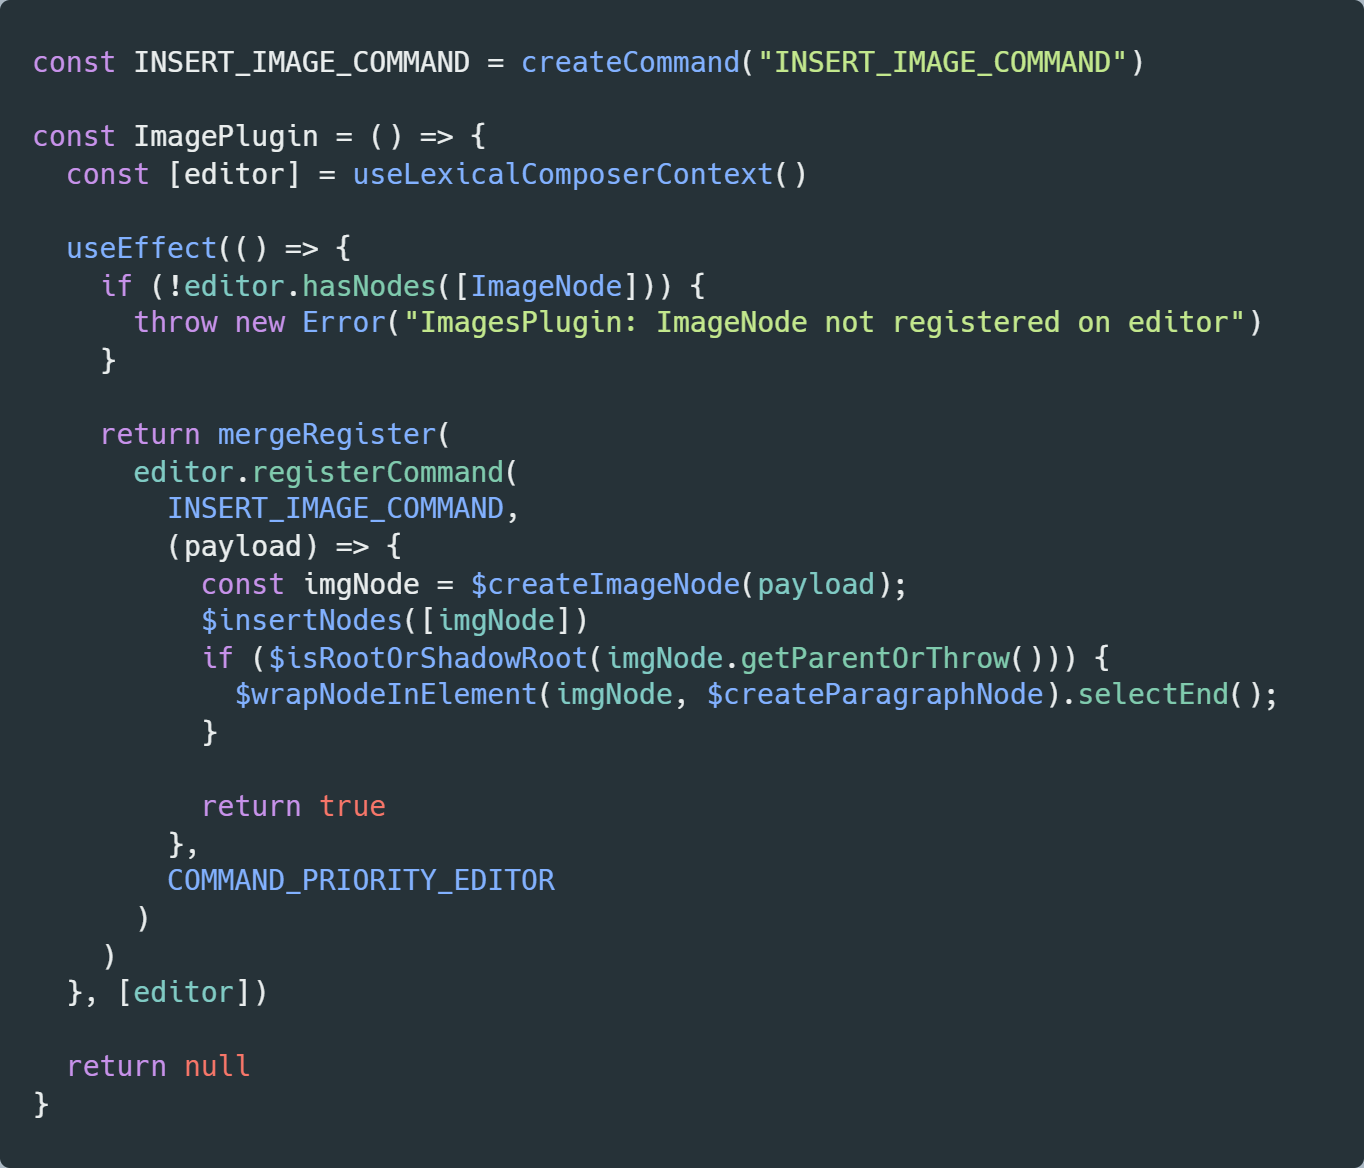 const INSERT_IMAGE_COMMAND = createCommand("INSERT_IMAGE_COMMAND")

const ImagePlugin = () => {
  const [editor] = useLexicalComposerContext()

  useEffect(() => {
    if (!editor.hasNodes([ImageNode])) {
      throw new Error("ImagesPlugin: ImageNode not registered on editor")
    }

    return mergeRegister(
      editor.registerCommand(
        INSERT_IMAGE_COMMAND,
        (payload) => {
          const imgNode = $createImageNode(payload);
          $insertNodes([imgNode])
          if ($isRootOrShadowRoot(imgNode.getParentOrThrow())) {
            $wrapNodeInElement(imgNode, $createParagraphNode).selectEnd();
          }

          return true
        },
        COMMAND_PRIORITY_EDITOR
      )
    )
  }, [editor])

  return null
}